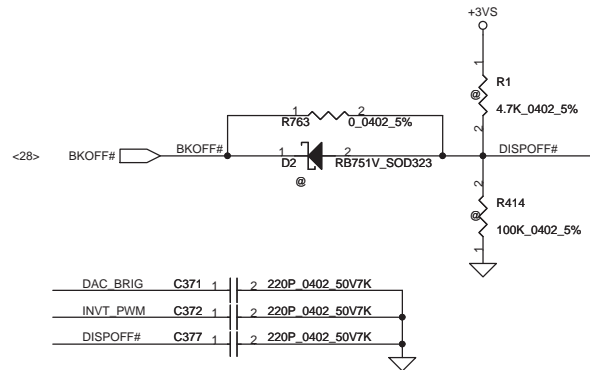 +3VS
1
R1
@
4.7K_0402_5%
2
1 2
R763 0_0402_5%
<28> BKOFF# BKOFF# DISPOFF#
1 2
D2 RB751V_SOD323
@
2
R414
@
100K_0402_5%
1
DAC_BRIG C371 1 2 220P_0402_50V7K
INVT_PWM C372 1 2 220P_0402_50V7K
DISPOFF# C377 1 2 220P_0402_50V7K